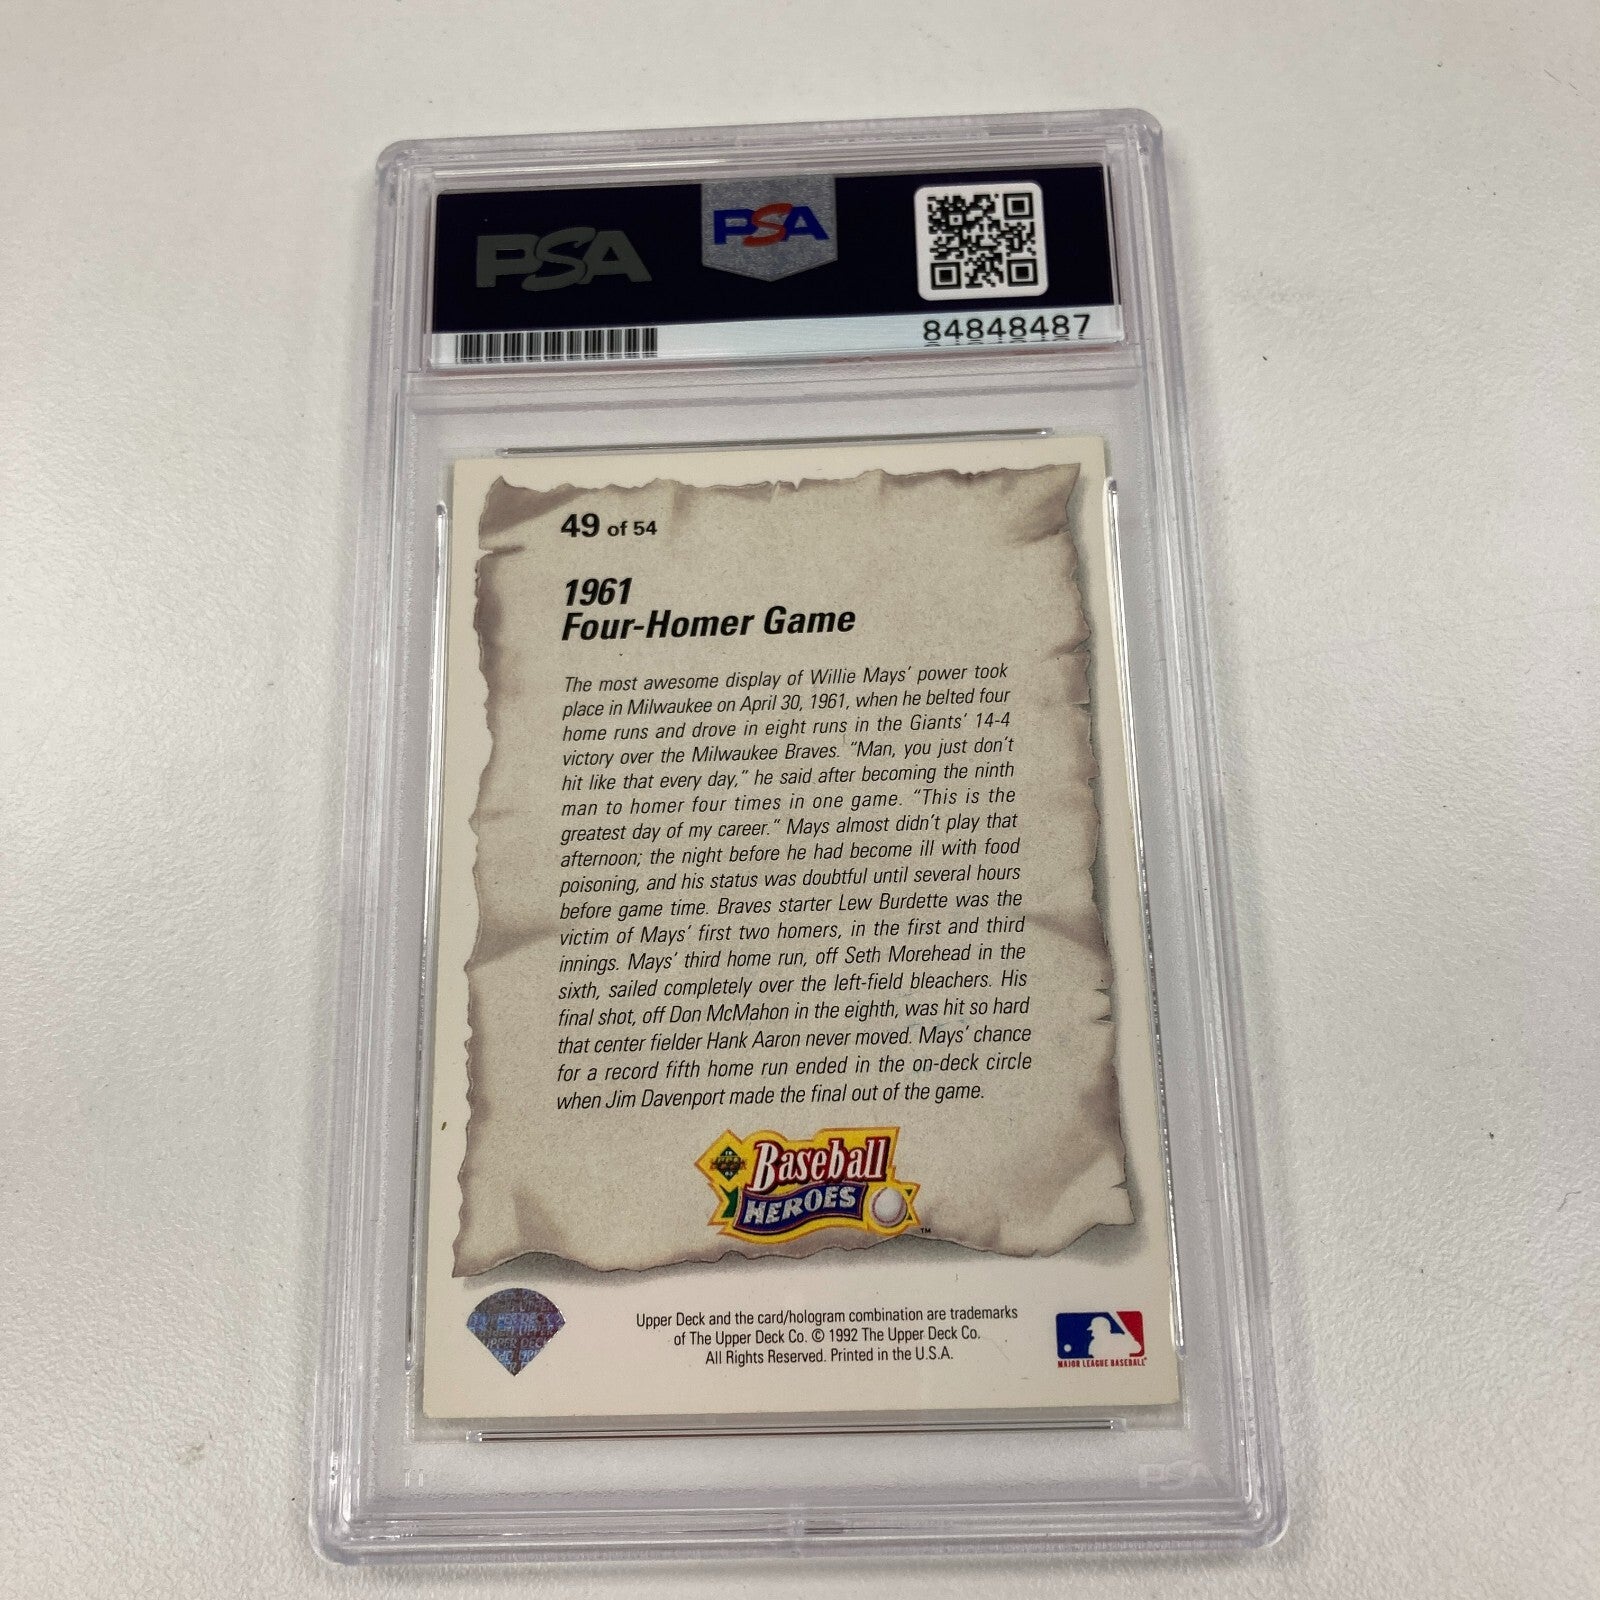 PSA
PSA
84848487
49 of 54
1961
Four-Homer Game
The most awesome display of Willie Mays' power took
place in Milwaukee on April 30, 1961, when he belted four
home runs and drove in eight runs in the Giants' 14-4
victory over the Milwaukee Braves. "Man, you just don't
hit like that every day," he said after becoming the ninth
man to homer four times in one game. "This is the
greatest day of my career." Mays almost didn't play that
afternoon; the night before he had become ill with food
poisoning, and his status was doubtful until several hours
before game time. Braves starter Lew Burdette was the
victim of Mays' first two homers, in the first and third
innings. Mays' third home run, off Seth Morehead in the
sixth, sailed completely over the left-field bleachers. His
final shot, off Don McMahon in the eighth, was hit so hard
that center fielder Hank Aaron never moved. Mays' chance
for a record fifth home run ended in the on-deck circle
when Jim Davenport made the final out of the game.
Baseball
HEROES
™
UPPER DECK
Upper Deck and the card/hologram combination are trademarks
of The Upper Deck Co. © 1992 The Upper Deck Co.
All Rights Reserved. Printed in the U.S.A.
MAJOR LEAGUE BASEBALL
PSA